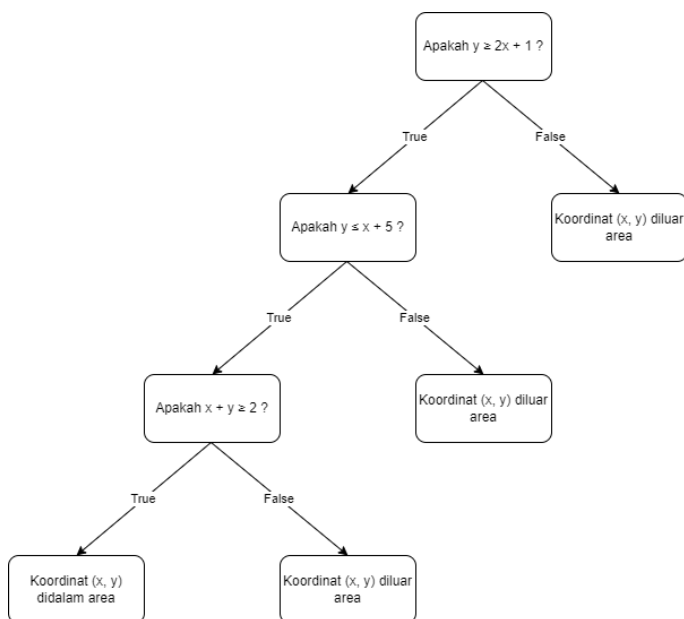 Apakah y ≥ 2x + 1 ?
True
False
Apakah y ≤ x + 5 ?
Koordinat (x, y) diluar
area
True
False
Apakah x + y ≥ 2 ?
Koordinat (x, y) diluar
area
True
False
Koordinat (x, y)
didalam area
Koordinat (x, y) diluar
area